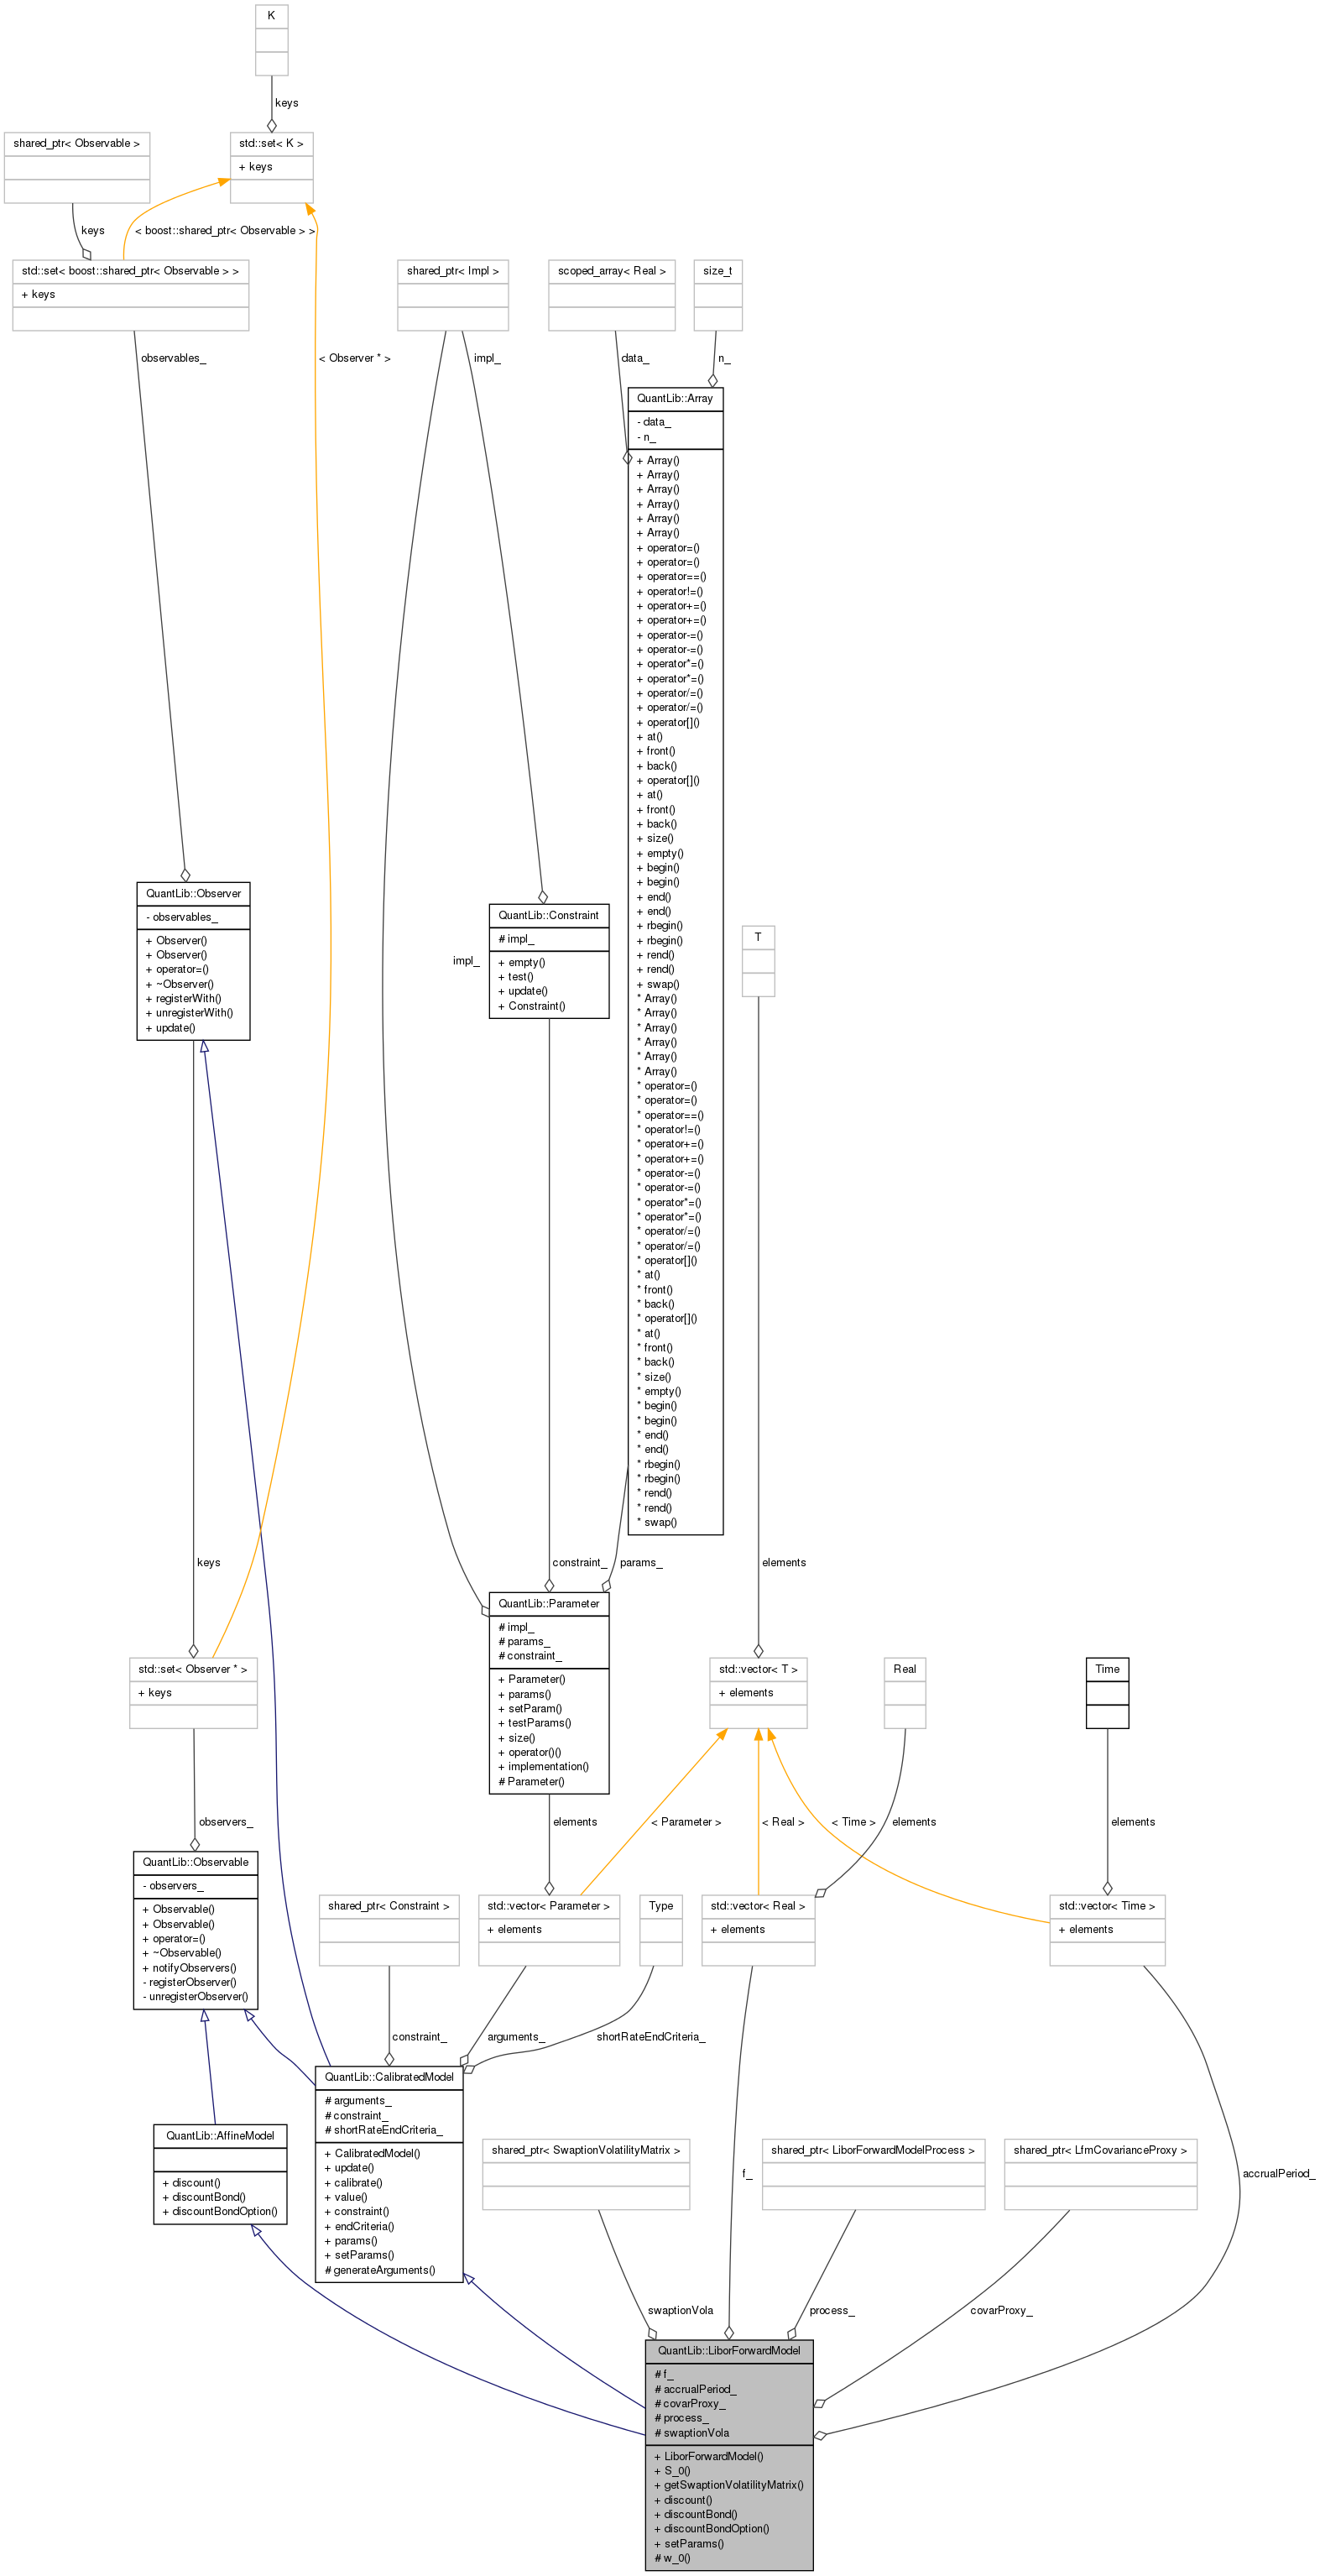 K
keys
shared_ptr< Observable >
std::set< K >
+ keys
keys
< boost::shared_ptr< Observable > >
std::set< boost::shared_ptr< Observable > >
+ keys
shared_ptr< Impl >
scoped_array< Real >
size_t
observables_
< Observer * >
impl_
data_
n_
QuantLib::Array
- data_
- n_
+ Array()
+ Array()
+ Array()
+ Array()
+ Array()
+ Array()
+ operator=()
+ operator=()
+ operator==()
+ operator!=()
+ operator+=()
+ operator+=()
+ operator-=()
+ operator-=()
+ operator*=()
+ operator*=()
+ operator/=()
+ operator/=()
+ operator[]()
+ at()
+ front()
+ back()
+ operator[]()
+ at()
+ front()
+ back()
+ size()
+ empty()
+ begin()
+ begin()
+ end()
+ end()
+ rbegin()
+ rbegin()
+ rend()
+ rend()
+ swap()
* Array()
* Array()
* Array()
* Array()
* Array()
* Array()
* operator=()
* operator=()
* operator==()
* operator!=()
* operator+=()
* operator+=()
* operator-=()
* operator-=()
* operator*=()
* operator*=()
* operator/=()
* operator/=()
* operator[]()
* at()
* front()
* back()
* operator[]()
* at()
* front()
* back()
* size()
* empty()
* begin()
* begin()
* end()
* end()
* rbegin()
* rbegin()
* rend()
* rend()
* swap()
QuantLib::Observer
- observables_
+ Observer()
+ Observer()
+ operator=()
+ ~Observer()
+ registerWith()
+ unregisterWith()
+ update()
impl_
QuantLib::Constraint
# impl_
+ empty()
+ test()
+ update()
+ Constraint()
T
keys
constraint_
params_
elements
QuantLib::Parameter
# impl_
# params_
# constraint_
+ Parameter()
+ params()
+ setParam()
+ testParams()
+ size()
+ operator()()
+ implementation()
# Parameter()
std::set< Observer * >
+ keys
std::vector< T >
+ elements
Real
Time
observers_
elements
< Parameter >
< Real >
< Time >
elements
elements
QuantLib::Observable
- observers_
+ Observable()
+ Observable()
+ operator=()
+ ~Observable()
+ notifyObservers()
- registerObserver()
- unregisterObserver()
shared_ptr< Constraint >
std::vector< Parameter >
+ elements
Type
std::vector< Real >
+ elements
std::vector< Time >
+ elements
constraint_
arguments_
shortRateEndCriteria_
QuantLib::CalibratedModel
# arguments_
# constraint_
# shortRateEndCriteria_
+ CalibratedModel()
+ update()
+ calibrate()
+ value()
+ constraint()
+ endCriteria()
+ params()
+ setParams()
# generateArguments()
QuantLib::AffineModel
+ discount()
+ discountBond()
+ discountBondOption()
shared_ptr< SwaptionVolatilityMatrix >
f_
shared_ptr< LiborForwardModelProcess >
shared_ptr< LfmCovarianceProxy >
accrualPeriod_
swaptionVola
process_
covarProxy_
QuantLib::LiborForwardModel
# f_
# accrualPeriod_
# covarProxy_
# process_
# swaptionVola
+ LiborForwardModel()
+ S_0()
+ getSwaptionVolatilityMatrix()
+ discount()
+ discountBond()
+ discountBondOption()
+ setParams()
# w_0()